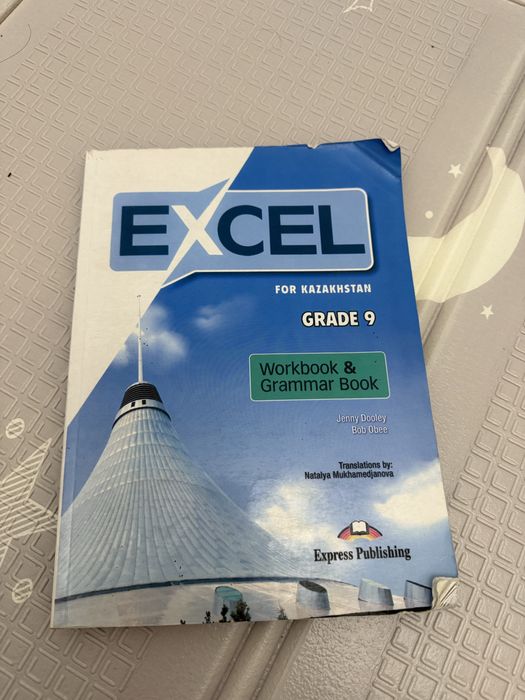 EXCEL
FOR KAZAKHSTAN
GRADE 9
Workbook &
Grammar Book
Jenny Dooley
Bob Obee
Translations by:
Natalya Mukhamedjanova
Express Publishing